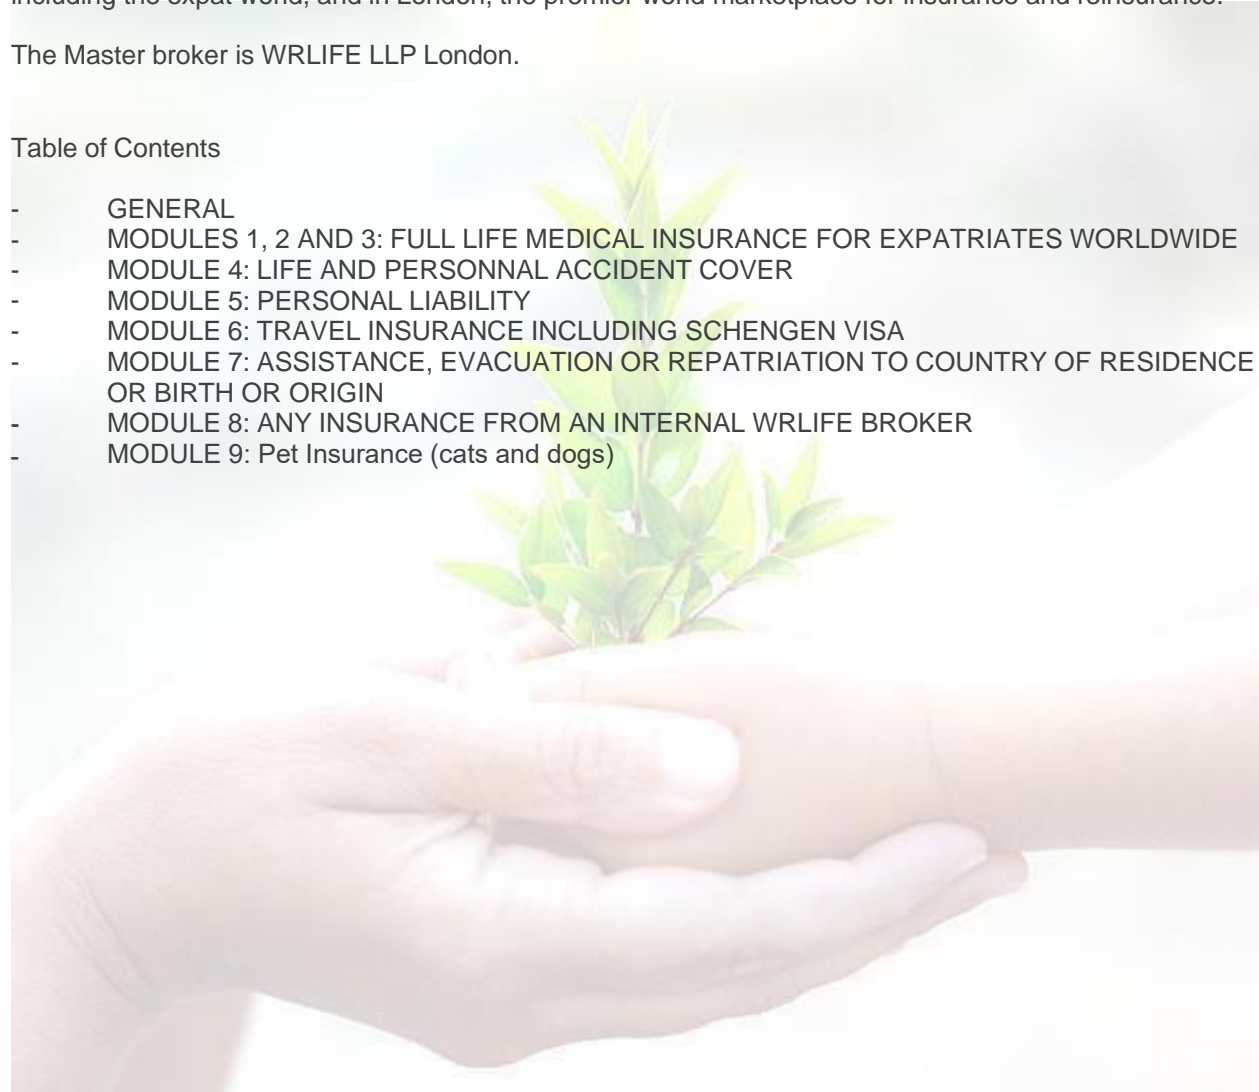 including the expat world, and in London, the premier world marketplace for insurance and reinsurance.
The Master broker is WRLIFE LLP London.
Table of Contents
- GENERAL
- MODULES 1, 2 AND 3: FULL LIFE MEDICAL INSURANCE FOR EXPATRIATES WORLDWIDE
- MODULE 4: LIFE AND PERSONNAL ACCIDENT COVER
- MODULE 5: PERSONAL LIABILITY
- MODULE 6: TRAVEL INSURANCE INCLUDING SCHENGEN VISA
- MODULE 7: ASSISTANCE, EVACUATION OR REPATRIATION TO COUNTRY OF RESIDENCE
OR BIRTH OR ORIGIN
- MODULE 8: ANY INSURANCE FROM AN INTERNAL WRLIFE BROKER
- MODULE 9: Pet Insurance (cats and dogs)